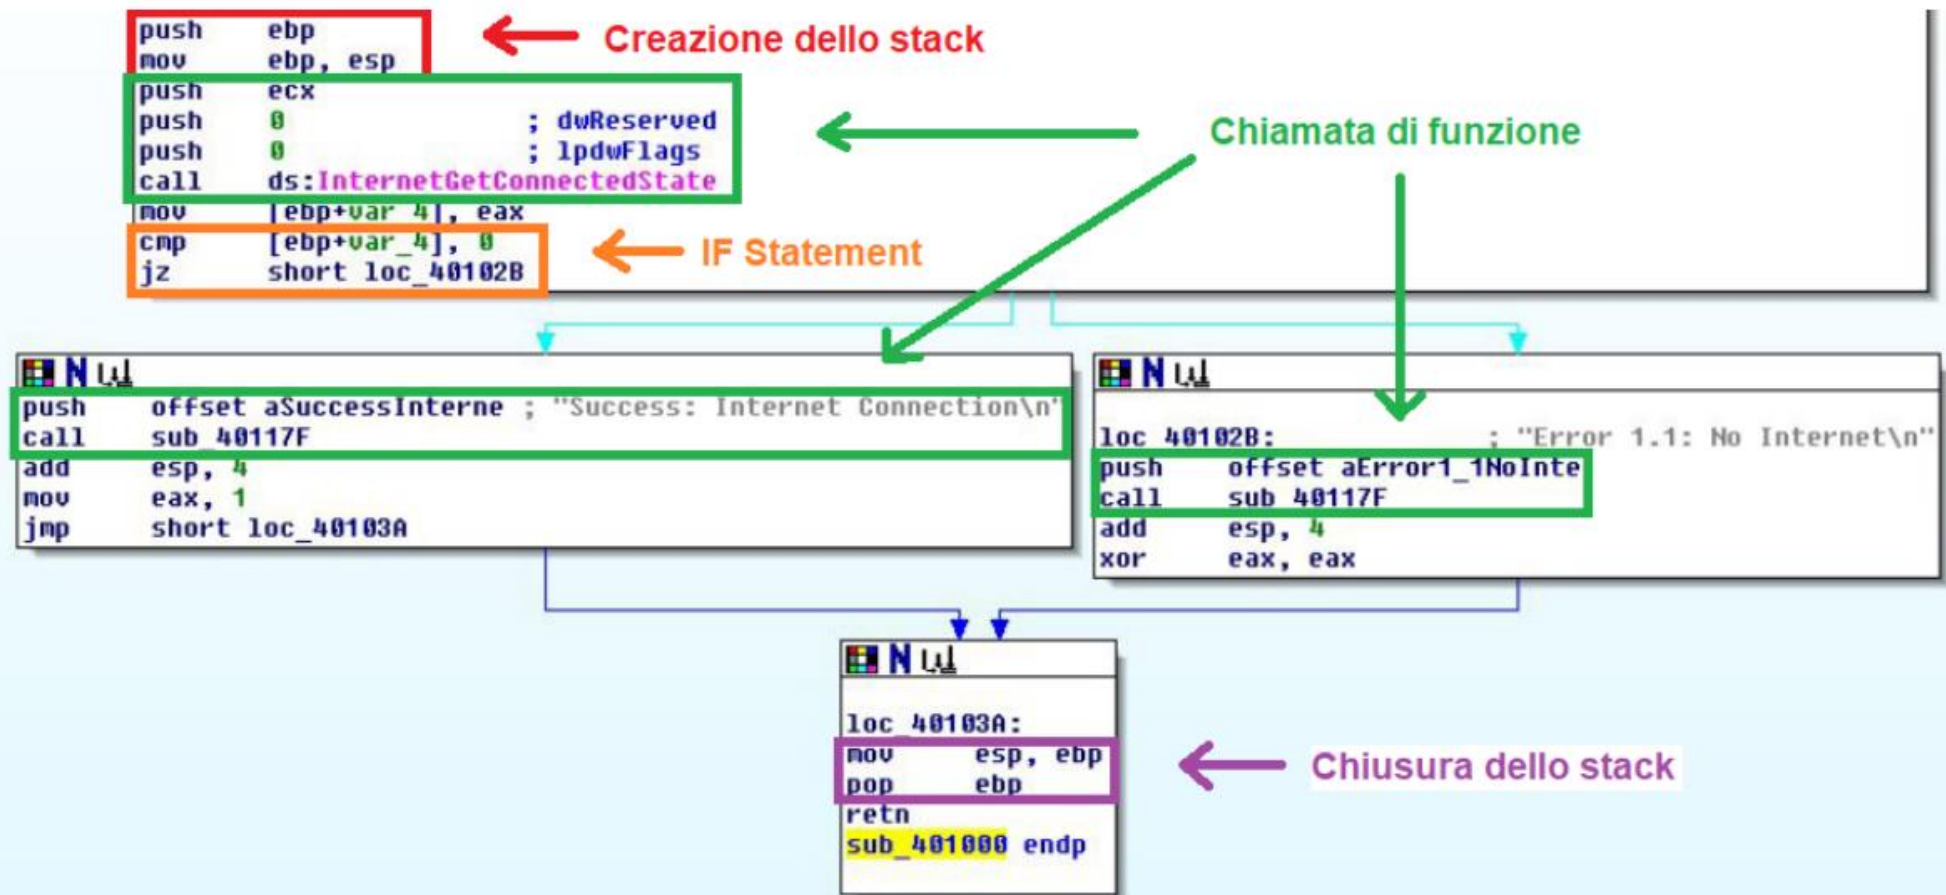 push ebp
mov ebp, esp
push ecx
push 0 ; dwReserved
push 0 ; lpdwFlags
call ds:InternetGetConnectedState
mov [ebp+var_4], eax
cmp [ebp+var_4], 0
jz short loc_40102B
Creazione dello stack
Chiamata di funzione
IF Statement
push offset aSuccessInterne ; "Success: Internet Connection\n"
call sub_40117F
add esp, 4
mov eax, 1
jmp short loc_40103A
loc_40102B: ; "Error 1.1: No Internet\n"
push offset aError1_1NoInte
call sub_40117F
add esp, 4
xor eax, eax
loc_40103A:
mov esp, ebp
pop ebp
retn
sub_401000 endp
Chiusura dello stack